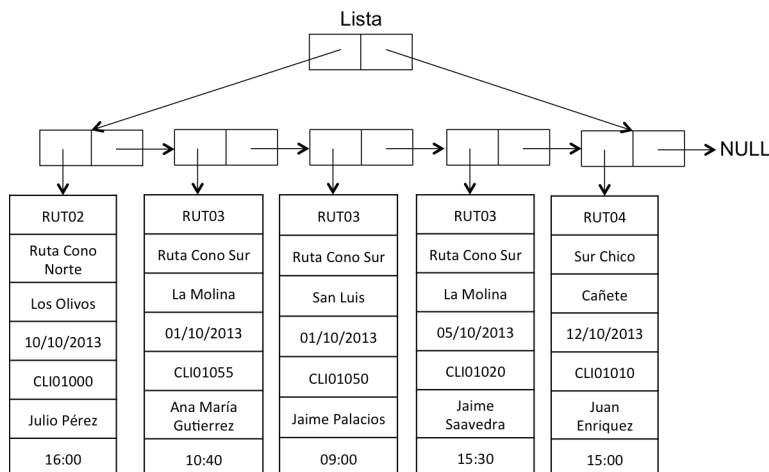 Lista
NULL
RUT02
Ruta Cono
Norte
Los Olivos
10/10/2013
CLI01000
Julio Pérez
16:00
RUT03
Ruta Cono Sur
La Molina
01/10/2013
CLI01055
Ana María
Gutierrez
10:40
RUT03
Ruta Cono Sur
San Luis
01/10/2013
CLI01050
Jaime Palacios
09:00
RUT03
Ruta Cono Sur
La Molina
05/10/2013
CLI01020
Jaime
Saavedra
15:30
RUT04
Sur Chico
Cañete
12/10/2013
CLI01010
Juan
Enriquez
15:00